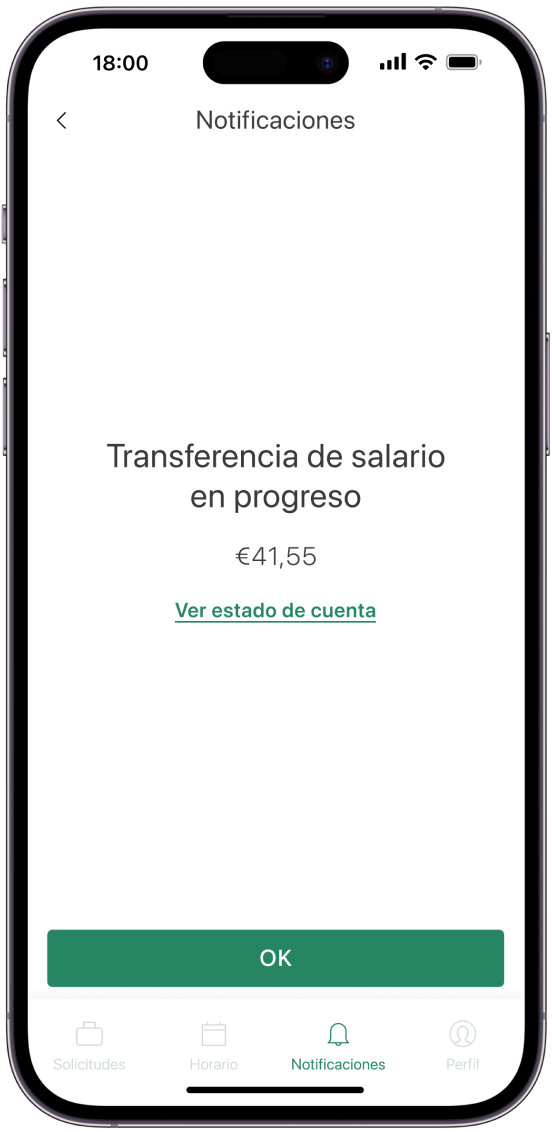 18:00
Notificaciones
Transferencia de salario
en progreso
€41,55
Ver estado de cuenta
OK
Solicitudes
Horario
Notificaciones
Perfil